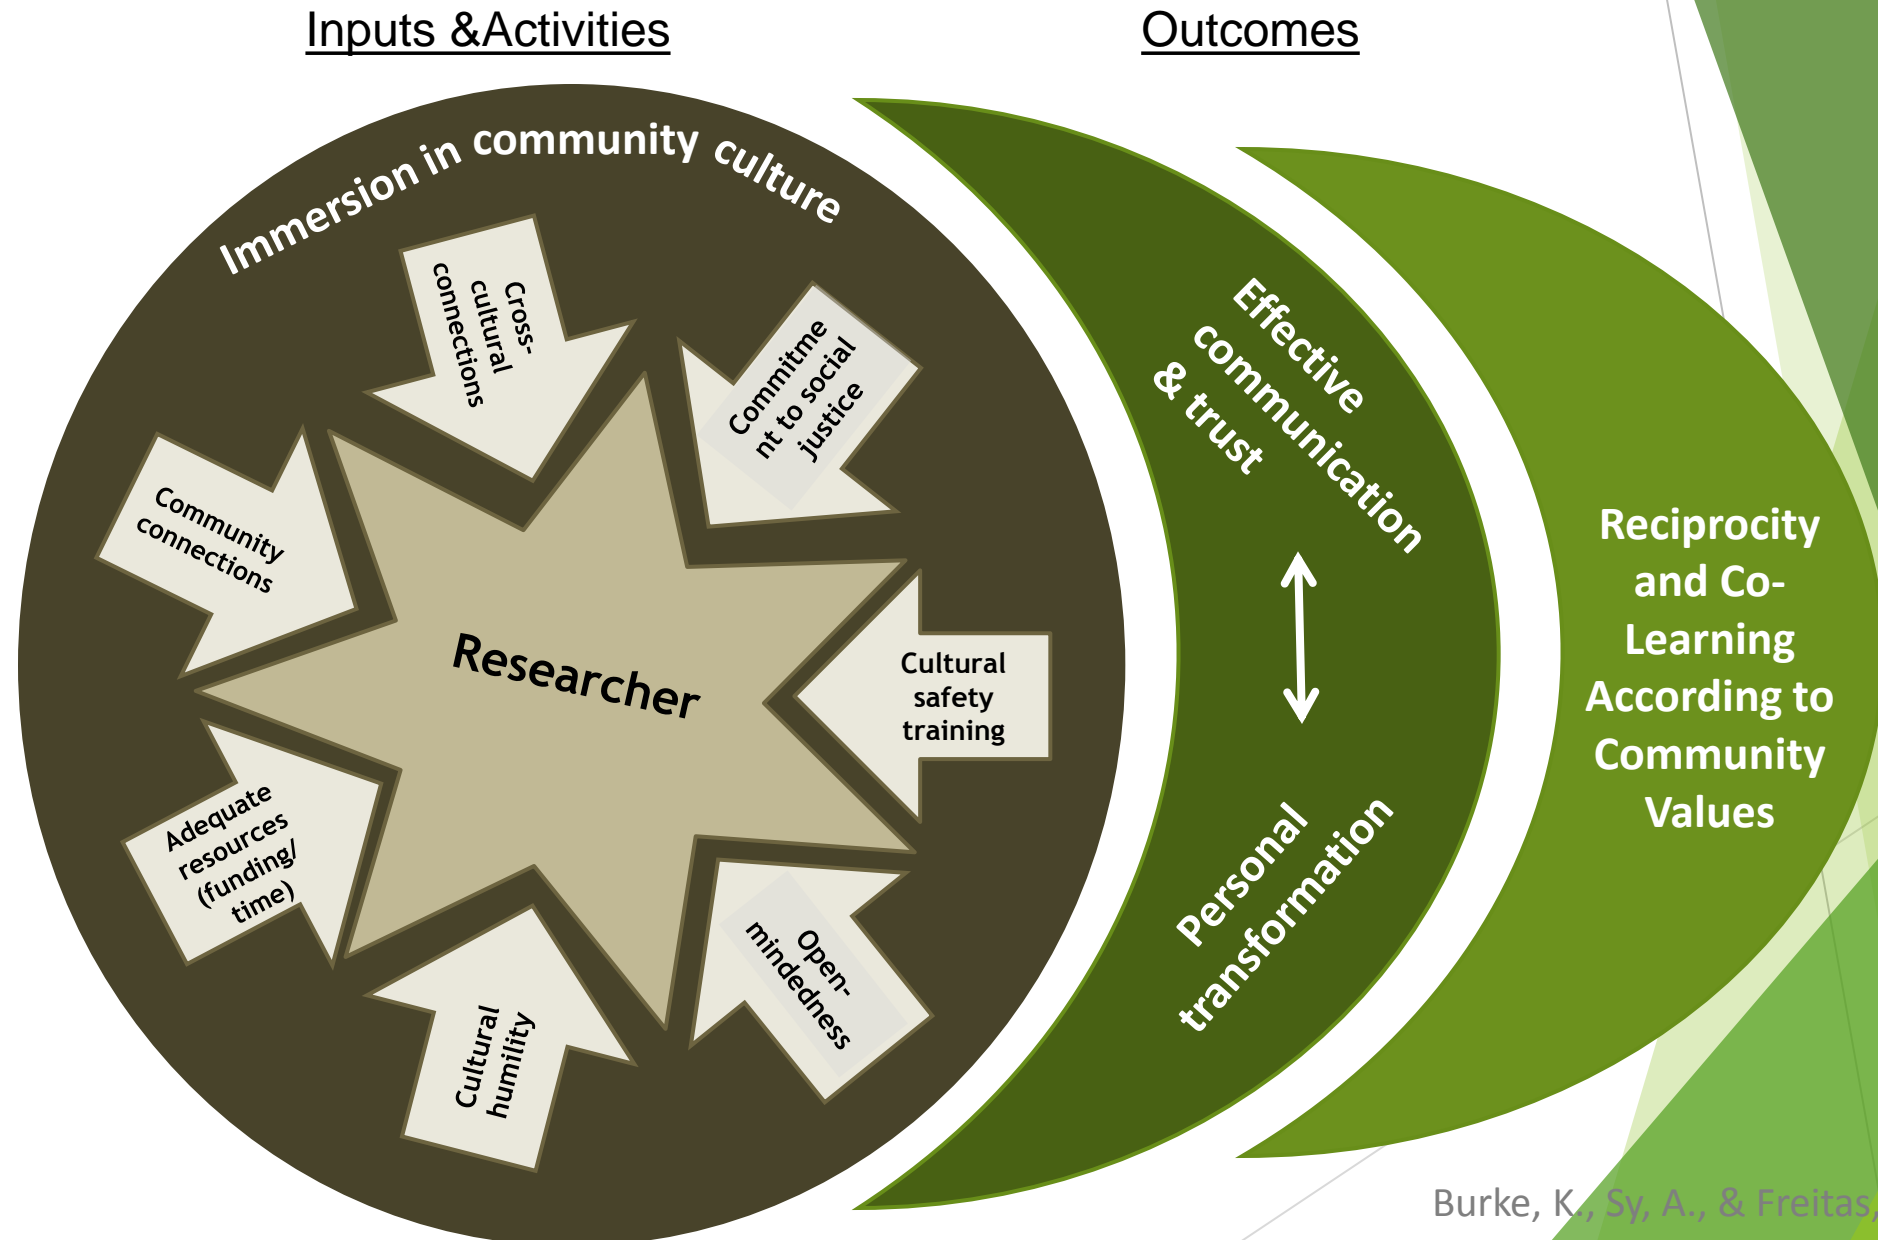 Inputs &Activities
Outcomes
Immersion in community culture
Cross-
cultural
connections
Commitme
nt to social
justice
Community
connections
Researcher
Cultural
safety
training
Adequate
resources
(funding/
time)
Cultural
humility
Open-
mindedness
Effective
communication
& trust
Personal
transformation
Reciprocity
and Co-
Learning
According to
Community
Values
Burke, K., Sy, A., & Freitas,